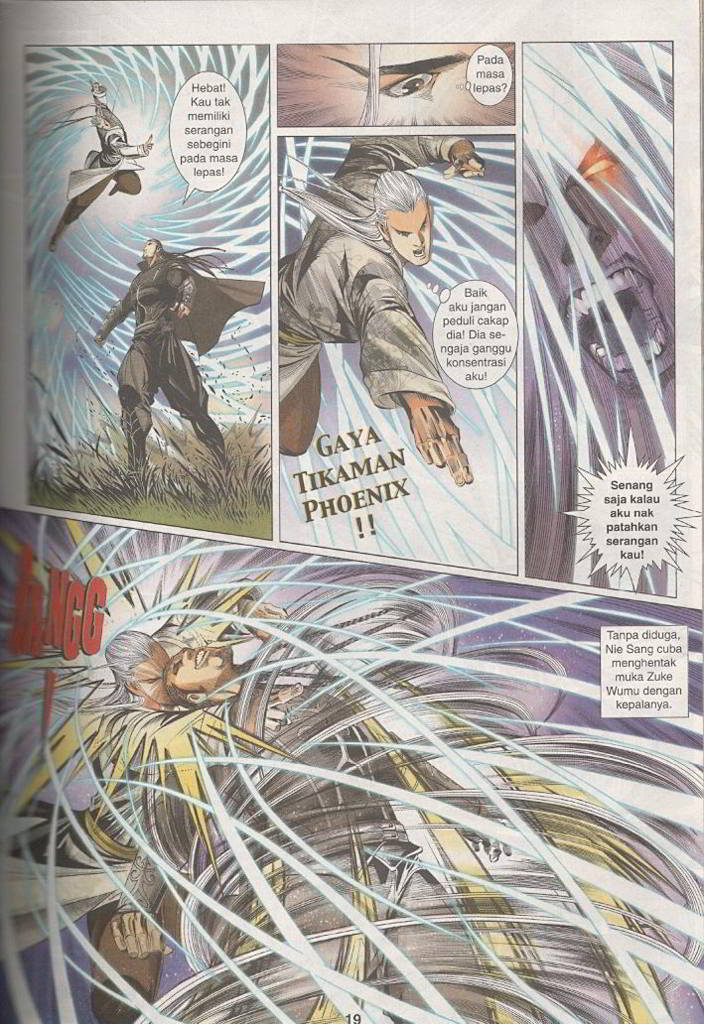 Hebat!
Kau tak
memiliki
serangan
sebegini
pada masa
lepas!
Pada
masa
lepas?
Baik
aku jangan
peduli cakap
dia! Dia se-
ngaja ganggu
konsentrasi
aku!
GAYA
TIKAMAN
PHOENIX
!!
Senang
saja kalau
aku nak
patahkan
serangan
kau!
Tanpa diduga,
Nie Sang cuba
menghentak
muka Zuke
Wumu dengan
kepalanya.
19